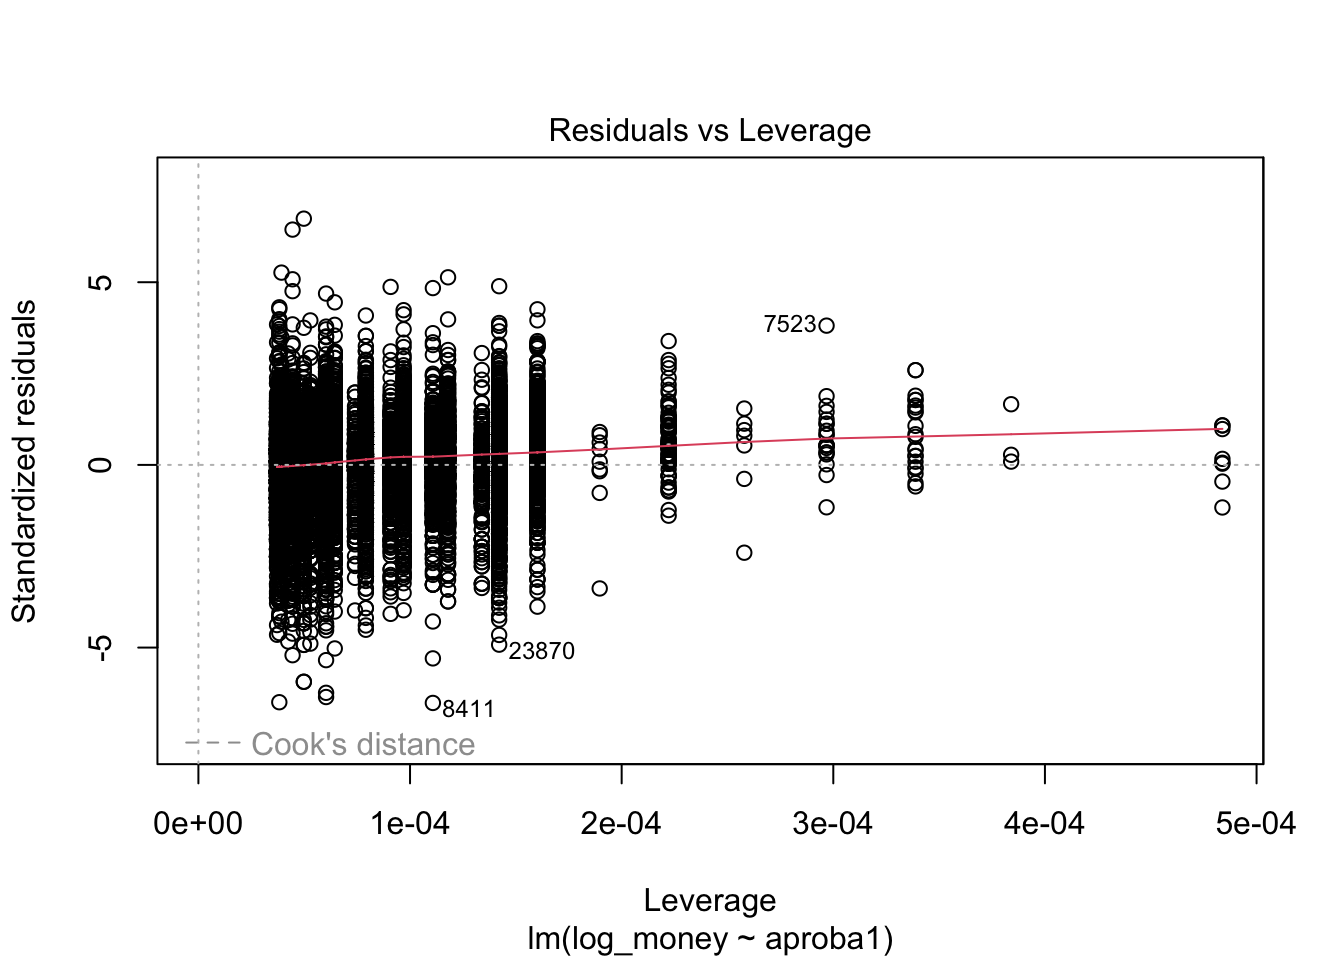 Residuals vs Leverage
Standardized residuals
5
0
-5
7523
23870
8411
Cook's distance
0e+00 1e-04 2e-04 3e-04 4e-04 5e-04
Leverage
lm(log_money ~ aproba1)